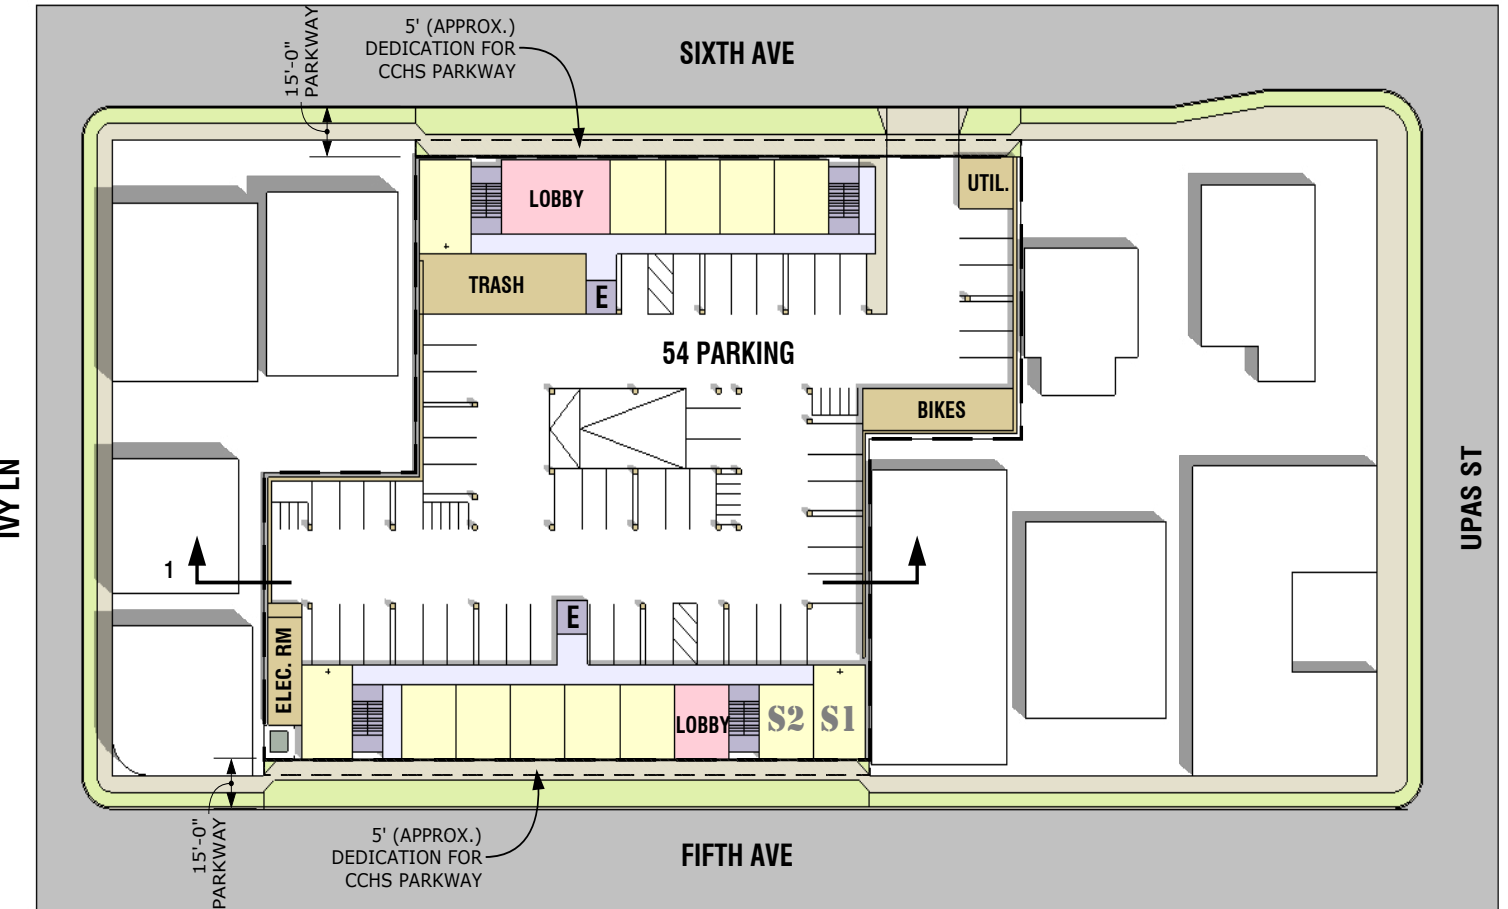 SIXTH AVE
5' (APPROX.)
DEDICATION FOR
CCHS PARKWAY
15'-0"
PARKWAY
LOBBY
UTIL.
TRASH
E
54 PARKING
BIKES
IVY LN
UPAS ST
1
E
ELEC. RM
LOBBY
S2
S1
15'-0"
PARKWAY
5' (APPROX.)
DEDICATION FOR
CCHS PARKWAY
FIFTH AVE